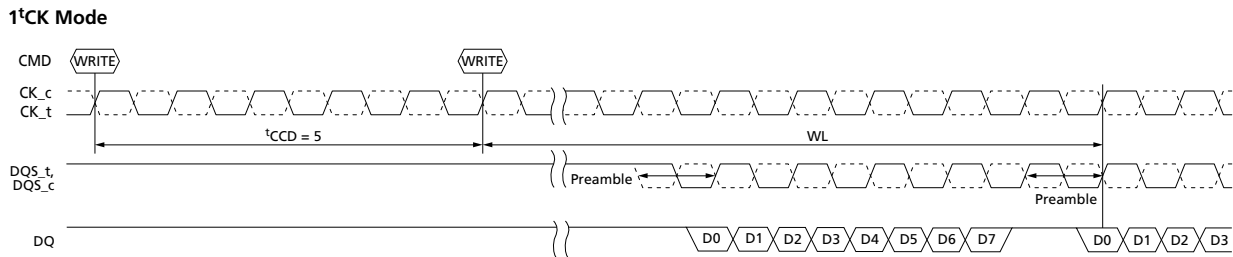 1tCK Mode
CMD WRITE WRITE
CK_c
CK_t
tCCD = 5 WL
DQS_t,
DQS_c
Preamble
Preamble
DQ D0 D1 D2 D3 D4 D5 D6 D7 D0 D1 D2 D3